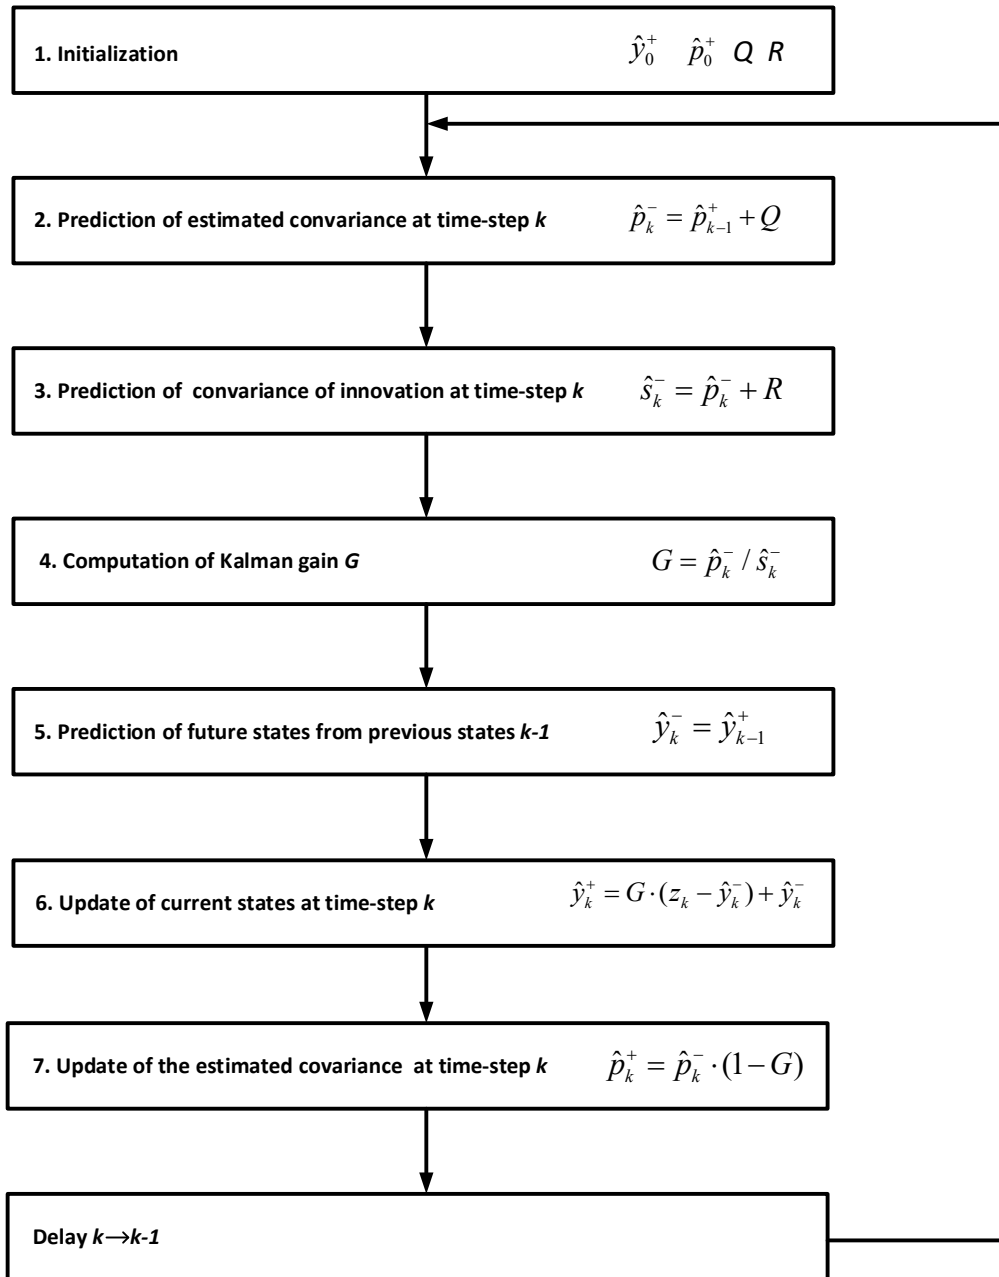 1. Initialization ŷ₀⁺ p̂₀⁺ Q R
2. Prediction of estimated convariance at time-step k p̂ₖ⁻ = p̂ₖ₋₁⁺ + Q
3. Prediction of convariance of innovation at time-step k ŝₖ⁻ = p̂ₖ⁻ + R
4. Computation of Kalman gain G G = p̂ₖ⁻ / ŝₖ⁻
5. Prediction of future states from previous states k-1 ŷₖ⁻ = ŷₖ₋₁⁺
6. Update of current states at time-step k ŷₖ⁺ = G·(zₖ − ŷₖ⁻) + ŷₖ⁻
7. Update of the estimated covariance at time-step k p̂ₖ⁺ = p̂ₖ⁻·(1−G)
Delay k→k-1